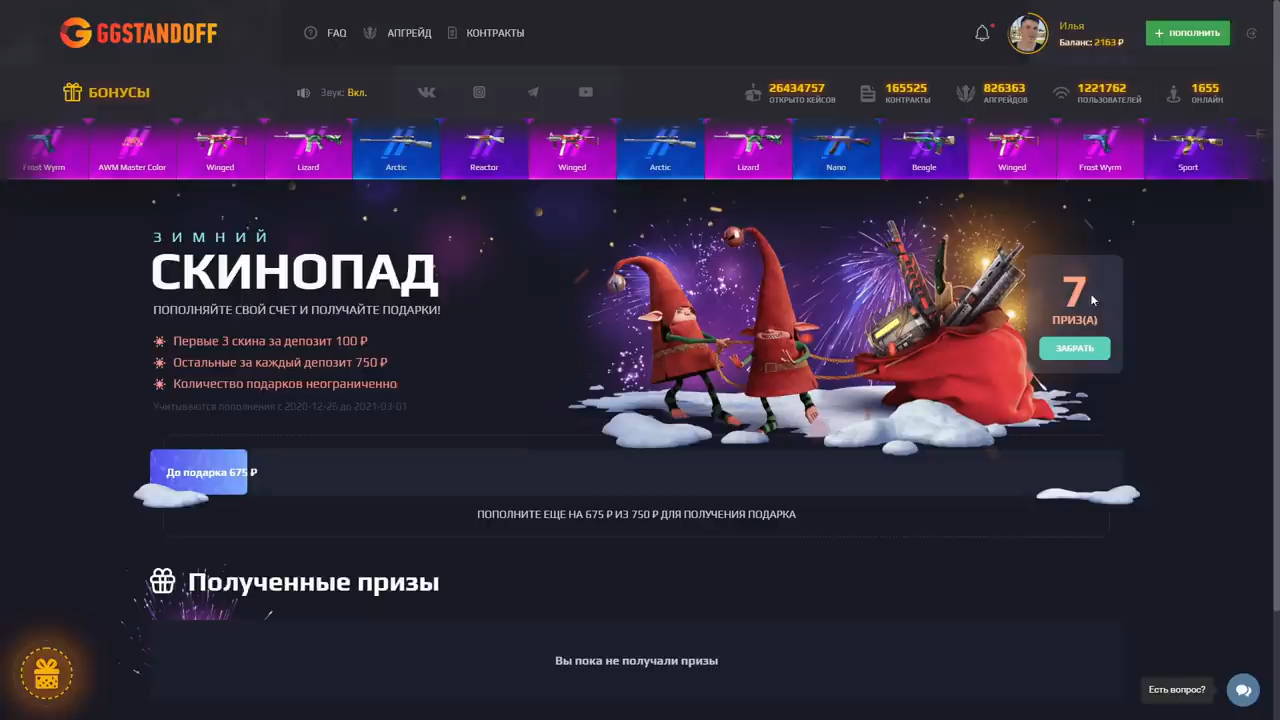 GGSTANDOFF
FAQ
АПГРЕЙД
КОНТРАКТЫ
Илья
Баланс: 2163 ₽
+ ПОПОЛНИТЬ
БОНУСЫ
Звук: Вкл.
26434757
ОТКРЫТО КЕЙСОВ
165525
КОНТРАКТЫ
826363
АПГРЕЙДОВ
1221762
ПОЛЬЗОВАТЕЛЕЙ
1655
ОНЛАЙН
Frost Wyrm
AWM Master Color
Winged
Lizard
Arctic
Reactor
Winged
Arctic
Lizard
Nano
Beagle
Winged
Frost Wyrm
Sport
ЗИМНИЙ
СКИНОПАД
ПОПОЛНЯЙТЕ СВОЙ СЧЕТ И ПОЛУЧАЙТЕ ПОДАРКИ!
Первые 3 скина за депозит 100 ₽
Остальные за каждый депозит 750 ₽
Количество подарков неограниченно
Учитываются пополнения с 2020-12-26 до 2021-03-01
7
ПРИЗ(А)
ЗАБРАТЬ
До подарка 675 ₽
ПОПОЛНИТЕ ЕЩЕ НА 675 ₽ ИЗ 750 ₽ ДЛЯ ПОЛУЧЕНИЯ ПОДАРКА
Полученные призы
Вы пока не получали призы
Есть вопрос?